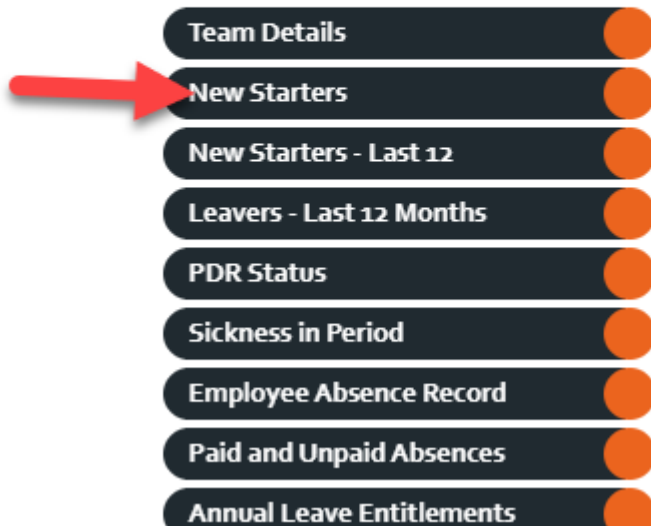 Team Details
New Starters
New Starters - Last 12
Leavers - Last 12 Months
PDR Status
Sickness in Period
Employee Absence Record
Paid and Unpaid Absences
Annual Leave Entitlements